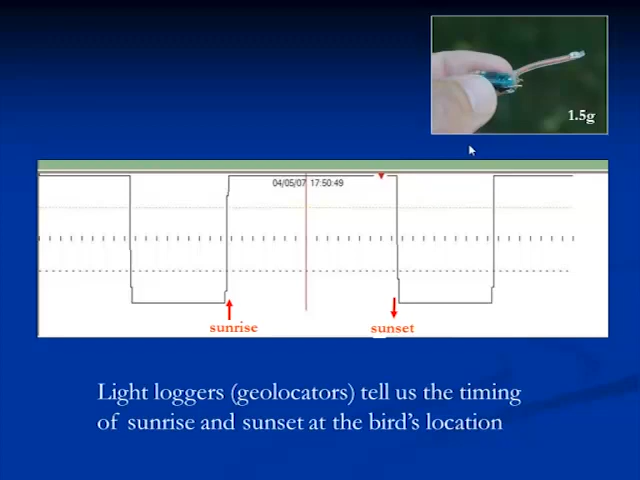 1.5g
04/05/07 17:50:49
sunrise
sunset
Light loggers (geolocators) tell us the timing
of sunrise and sunset at the bird's location